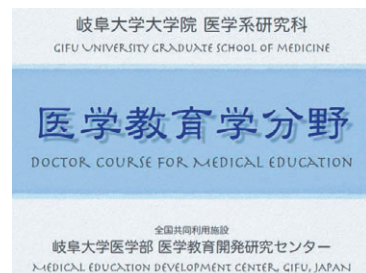 岐阜大学大学院 医学系研究科
GIFU UNIVERSITY GRADUATE SCHOOL OF MEDICINE
医学教育学分野
DOCTOR COURSE FOR MEDICAL EDUCATION
全国共同利用施設
岐阜大学医学部 医学教育開発研究センター
MEDICAL EDUCATION DEVELOPMENT CENTER, GIFU, JAPAN